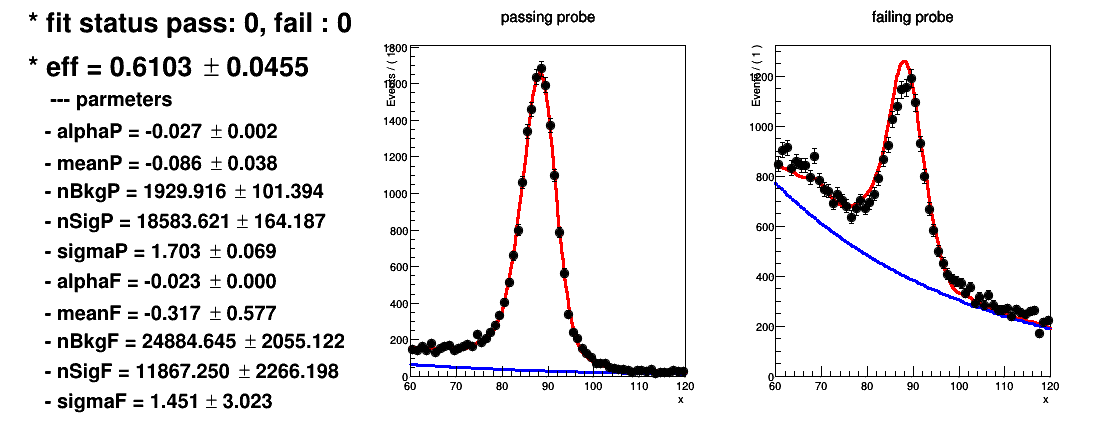 * fit status pass: 0, fail : 0
* eff = 0.6103 ± 0.0455
--- parmeters
- alphaP = -0.027 ± 0.002
- meanP = -0.086 ± 0.038
- nBkgP = 1929.916 ± 101.394
- nSigP = 18583.621 ± 164.187
- sigmaP = 1.703 ± 0.069
- alphaF = -0.023 ± 0.000
- meanF = -0.317 ± 0.577
- nBkgF = 24884.645 ± 2055.122
- nSigF = 11867.250 ± 2266.198
- sigmaF = 1.451 ± 3.023
passing probe
Events / ( 1 )
1800
1600
1400
1200
1000
800
600
400
200
0
60 70 80 90 100 110 120
x
failing probe
Events / ( 1 )
1200
1000
800
600
400
200
0
60 70 80 90 100 110 120
x